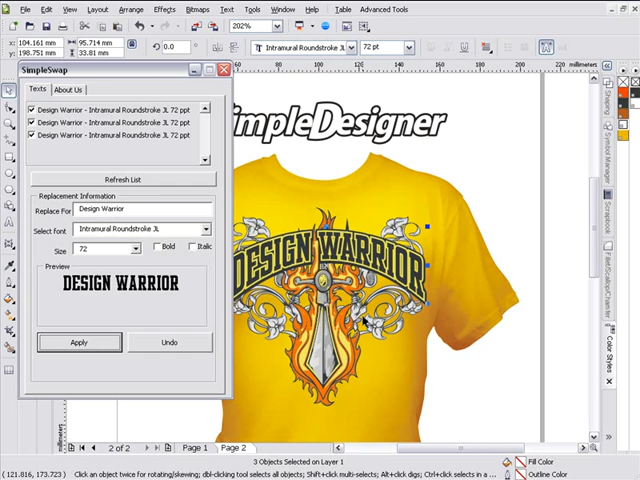 File Edit View Layout Arrange Effects Bitmaps Text Tools Window Help Table Advanced Tools
202%
x: 104.161 mm
y: 198.751 mm
95.714 mm
33.81 mm
0.0
Intramural Roundstroke JL
72 pt
millimeters
SimpleSwap
Texts
About Us
Design Warrior - Intramural Roundstroke JL 72 ppt
Design Warrior - Intramural Roundstroke JL 72 ppt
Design Warrior - Intramural Roundstroke JL 72 ppt
Refresh List
Replacement Information
Replace For
Design Warrior
Select font
Intramural Roundstroke JL
Size
72
Bold
Italic
Preview
DESIGN WARRIOR
Apply
Undo
impleDesigner
DESIGN WARRIOR
Shaping
Symbol Manager
Scrapbook
Fillet/Scallop/Chamfer
Color Styles
millimeters
2 of 2
Page 1
Page 2
3 Objects Selected on Layer 1
Fill Color
(121.816, 173.723)
Click an object twice for rotating/skewing; dbl-clicking tool selects all objects; Shift+click multi-selects; Alt+click digs; Ctrl+click selects in a ...
Outline Color